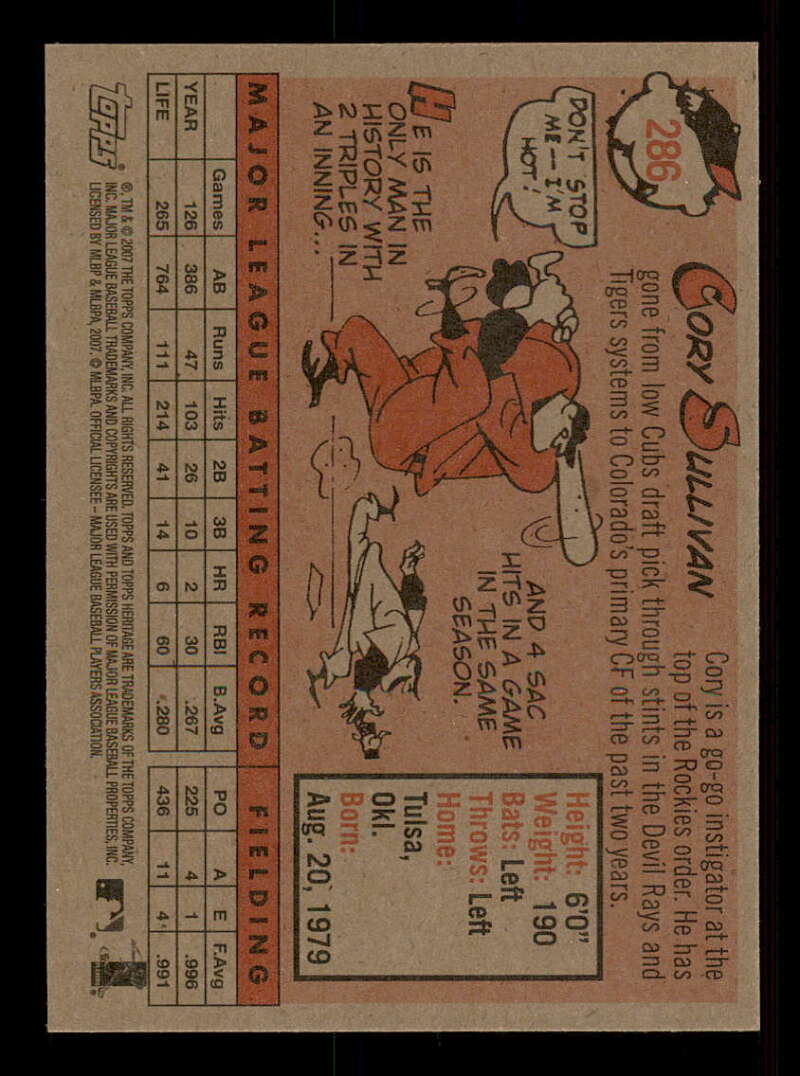 286
CORY SULLIVAN
Cory is a go-go instigator at the
top of the Rockies order. He has
gone from low Cubs draft pick through stints in the Devil Rays and
Tigers systems to Colorado's primary CF of the past two years.
DON'T STOP
ME -- I'M
HOT!
HE IS THE
ONLY MAN IN
HISTORY WITH
2 TRIPLES IN
AN INNING...
AND 4 SAC
HITS IN A GAME
IN THE SAME
SEASON.
Height: 6'0"
Weight: 190
Bats: Left
Throws: Left
Home:
Tulsa,
Okl.
Born:
Aug. 20, 1979
MAJOR LEAGUE BATTING RECORD FIELDING
Games AB Runs Hits 2B 3B HR RBI B.Avg PO A E F.Avg
YEAR 126 386 47 103 26 10 2 30 .267 225 4 1 .996
LIFE 265 764 111 214 41 14 6 60 .280 436 11 4 .991
TOPPS®
®, TM & © 2007 THE TOPPS COMPANY, INC. ALL RIGHTS RESERVED. TOPPS AND TOPPS HERITAGE ARE TRADEMARKS OF THE TOPPS COMPANY,
INC. MAJOR LEAGUE BASEBALL TRADEMARKS AND COPYRIGHTS ARE USED WITH PERMISSION OF MAJOR LEAGUE BASEBALL PROPERTIES, INC.
LICENSED BY MLBP & MLBPA, 2007. © MLBPA. OFFICIAL LICENSEE – MAJOR LEAGUE BASEBALL PLAYERS ASSOCIATION.